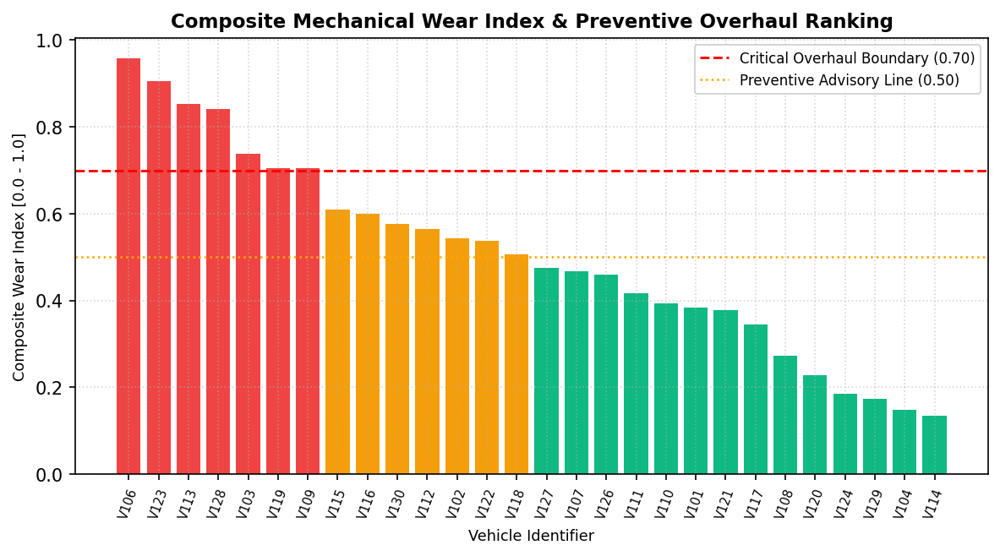 Composite Mechanical Wear Index & Preventive Overhaul Ranking
Critical Overhaul Boundary (0.70)
Preventive Advisory Line (0.50)
Composite Wear Index [0.0 - 1.0]
1.0
0.8
0.6
0.4
0.2
0.0
V106 V123 V113 V128 V103 V119 V109 V115 V116 V130 V112 V102 V122 V118 V127 V107 V126 V111 V110 V101 V121 V117 V108 V120 V124 V129 V104 V114
Vehicle Identifier